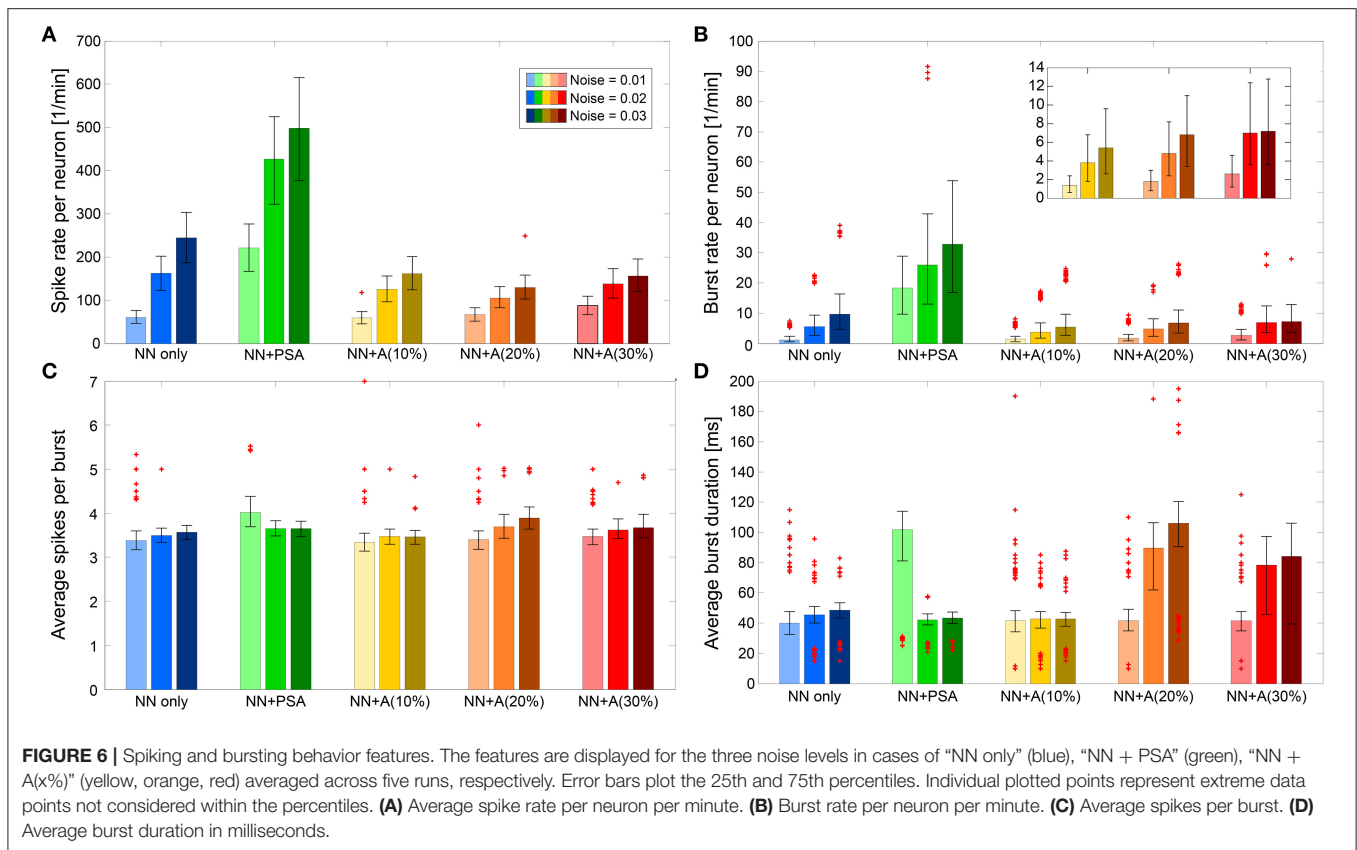 A
B
700
600
500
400
300
200
100
0
Spike rate per neuron [1/min]
Noise = 0.01
Noise = 0.02
Noise = 0.03
NN only NN+PSA NN+A(10%) NN+A(20%) NN+A(30%)
100
90
80
70
60
50
40
30
20
10
0
Burst rate per neuron [1/min]
14
12
10
8
6
4
2
0
NN only NN+PSA NN+A(10%) NN+A(20%) NN+A(30%)
C
D
7
6
5
4
3
2
1
0
Average spikes per burst
NN only NN+PSA NN+A(10%) NN+A(20%) NN+A(30%)
200
180
160
140
120
100
80
60
40
20
0
Average burst duration [ms]
NN only NN+PSA NN+A(10%) NN+A(20%) NN+A(30%)
FIGURE 6 | Spiking and bursting behavior features. The features are displayed for the three noise levels in cases of “NN only” (blue), “NN + PSA” (green), “NN +
A(x%)” (yellow, orange, red) averaged across five runs, respectively. Error bars plot the 25th and 75th percentiles. Individual plotted points represent extreme data
points not considered within the percentiles. (A) Average spike rate per neuron per minute. (B) Burst rate per neuron per minute. (C) Average spikes per burst. (D)
Average burst duration in milliseconds.